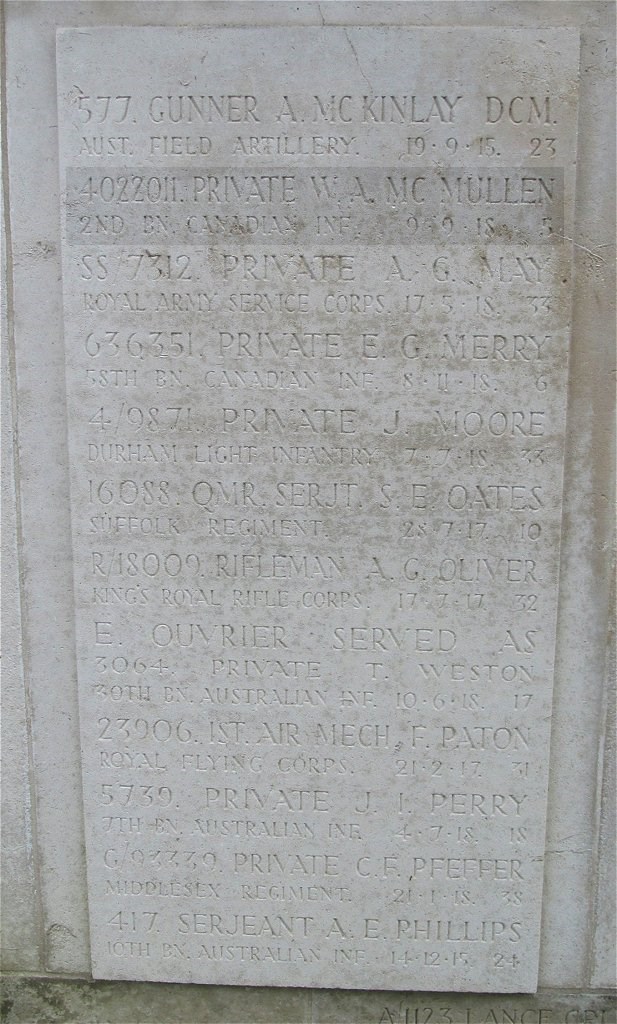 577. GUNNER A. MC KINLAY DCM.
AUST. FIELD ARTILLERY. 19·9·15. 23
4022011. PRIVATE W. A. MC MULLEN
2ND BN. CANADIAN INF. 9·9·18. 5
SS/7312. PRIVATE A. G. MAY
ROYAL ARMY SERVICE CORPS. 17·5·18. 33
636351. PRIVATE E. G. MERRY
58TH BN. CANADIAN INF. 8·11·18. 6
4/9871. PRIVATE J. MOORE
DURHAM LIGHT INFANTRY 7·7·18. 33
16088. QMR. SERJT. S. E. OATES
SUFFOLK REGIMENT. 28·7·17. 10
R/18009. RIFLEMAN A. G. OLIVER
KING'S ROYAL RIFLE CORPS. 17·7·17. 32
E. OUVRIER SERVED AS
3064. PRIVATE T. WESTON
30TH BN. AUSTRALIAN INF. 10·6·18. 17
23906. 1ST. AIR MECH. F. PATON
ROYAL FLYING CORPS. 21·2·17. 31
5739. PRIVATE J. I. PERRY
7TH BN. AUSTRALIAN INF. 4·7·18. 18
G/93339. PRIVATE C. F. PFEFFER
MIDDLESEX REGIMENT. 21·1·18. 38
417. SERJEANT A. E. PHILLIPS
10TH BN. AUSTRALIAN INF. 14·12·15. 24
A/1123 LANCE CPL